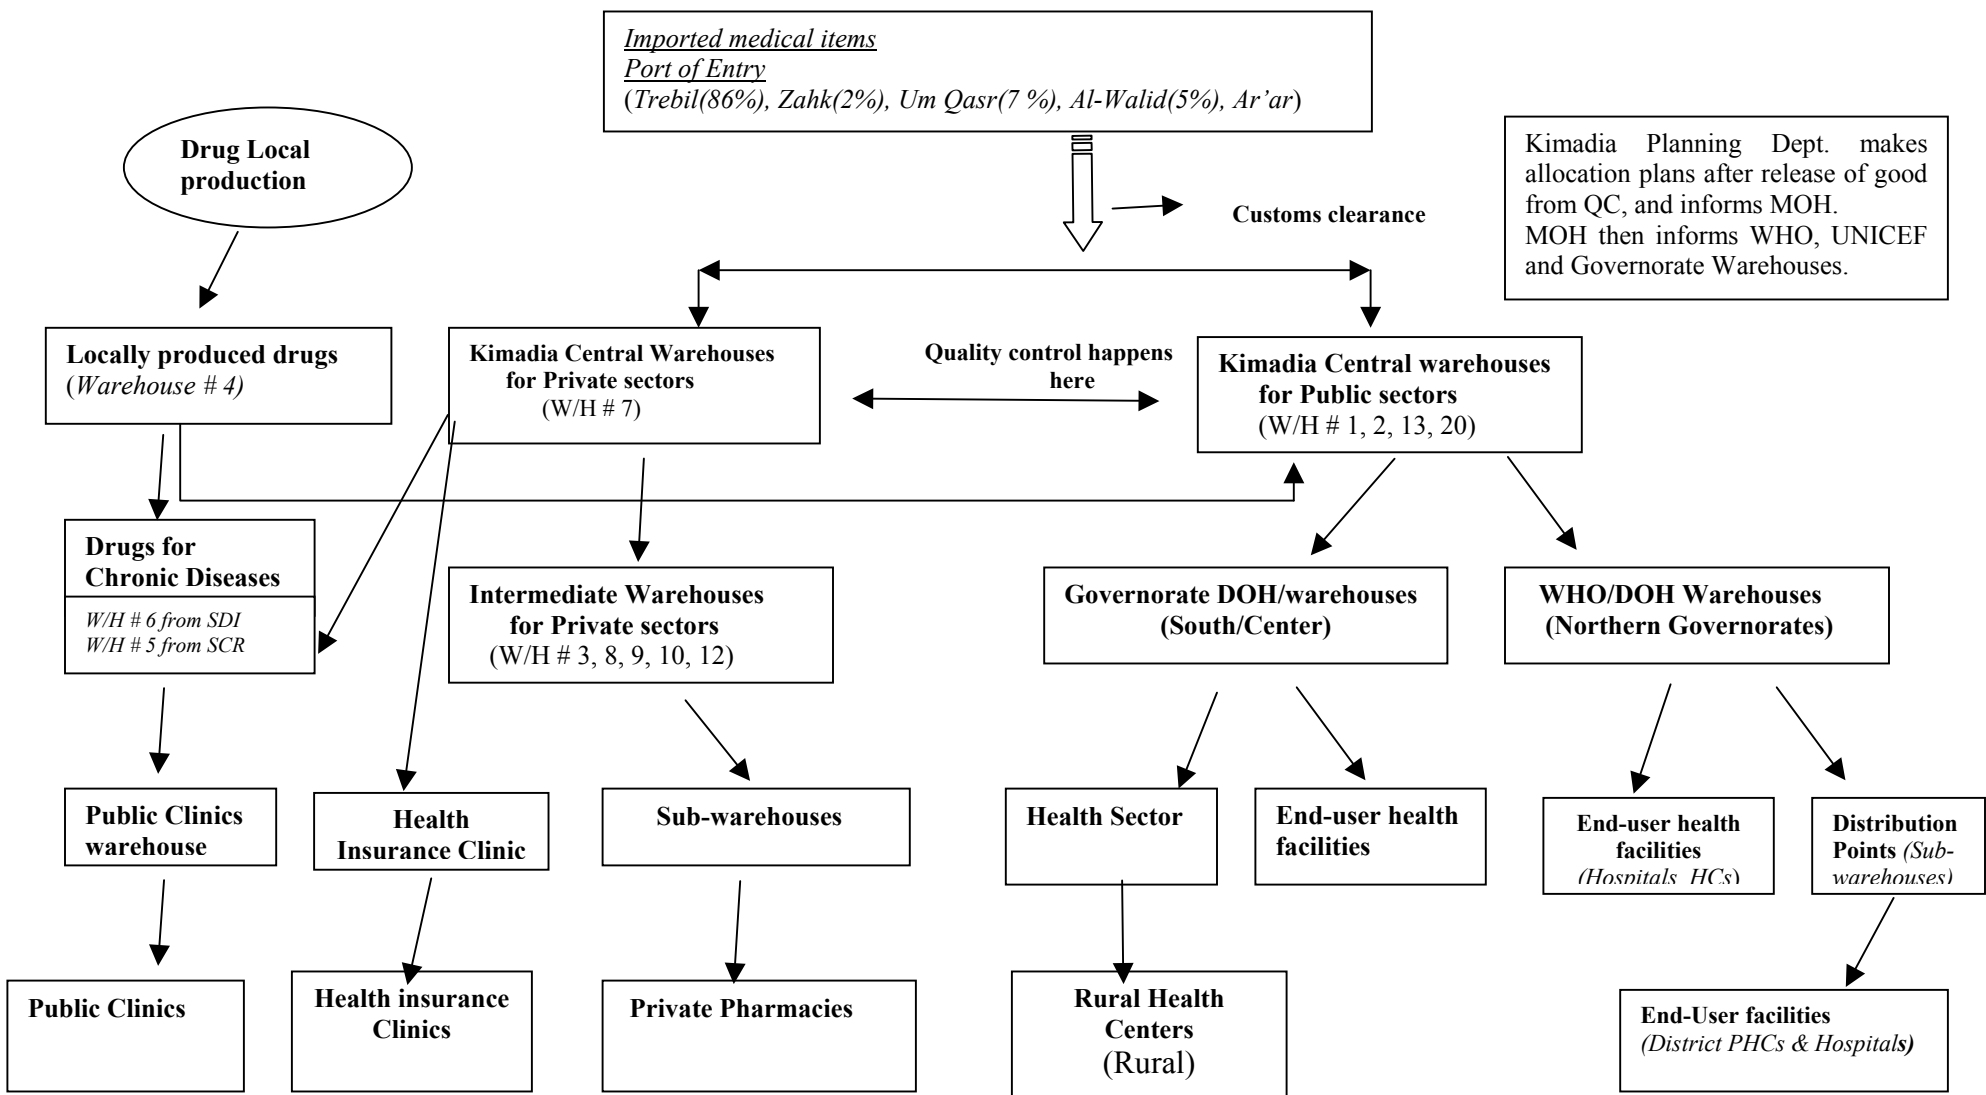 Imported medical items
Port of Entry
(Trebil(86%), Zahk(2%), Um Qasr(7 %), Al-Walid(5%), Ar’ar)
Drug Local
production
Kimadia Planning Dept. makes
allocation plans after release of good
from QC, and informs MOH.
MOH then informs WHO, UNICEF
and Governorate Warehouses.
Customs clearance
Locally produced drugs
(Warehouse # 4)
Kimadia Central Warehouses
for Private sectors
(W/H # 7)
Quality control happens
here
Kimadia Central warehouses
for Public sectors
(W/H # 1, 2, 13, 20)
Drugs for
Chronic Diseases
W/H # 6 from SDI
W/H # 5 from SCR
Intermediate Warehouses
for Private sectors
(W/H # 3, 8, 9, 10, 12)
Governorate DOH/warehouses
(South/Center)
WHO/DOH Warehouses
(Northern Governorates)
Public Clinics
warehouse
Health
Insurance Clinic
Sub-warehouses
Health Sector
End-user health
facilities
End-user health
facilities
(Hospitals, HCs)
Distribution
Points (Sub-
warehouses)
Public Clinics
Health insurance
Clinics
Private Pharmacies
Rural Health
Centers
(Rural)
End-User facilities
(District PHCs & Hospitals)